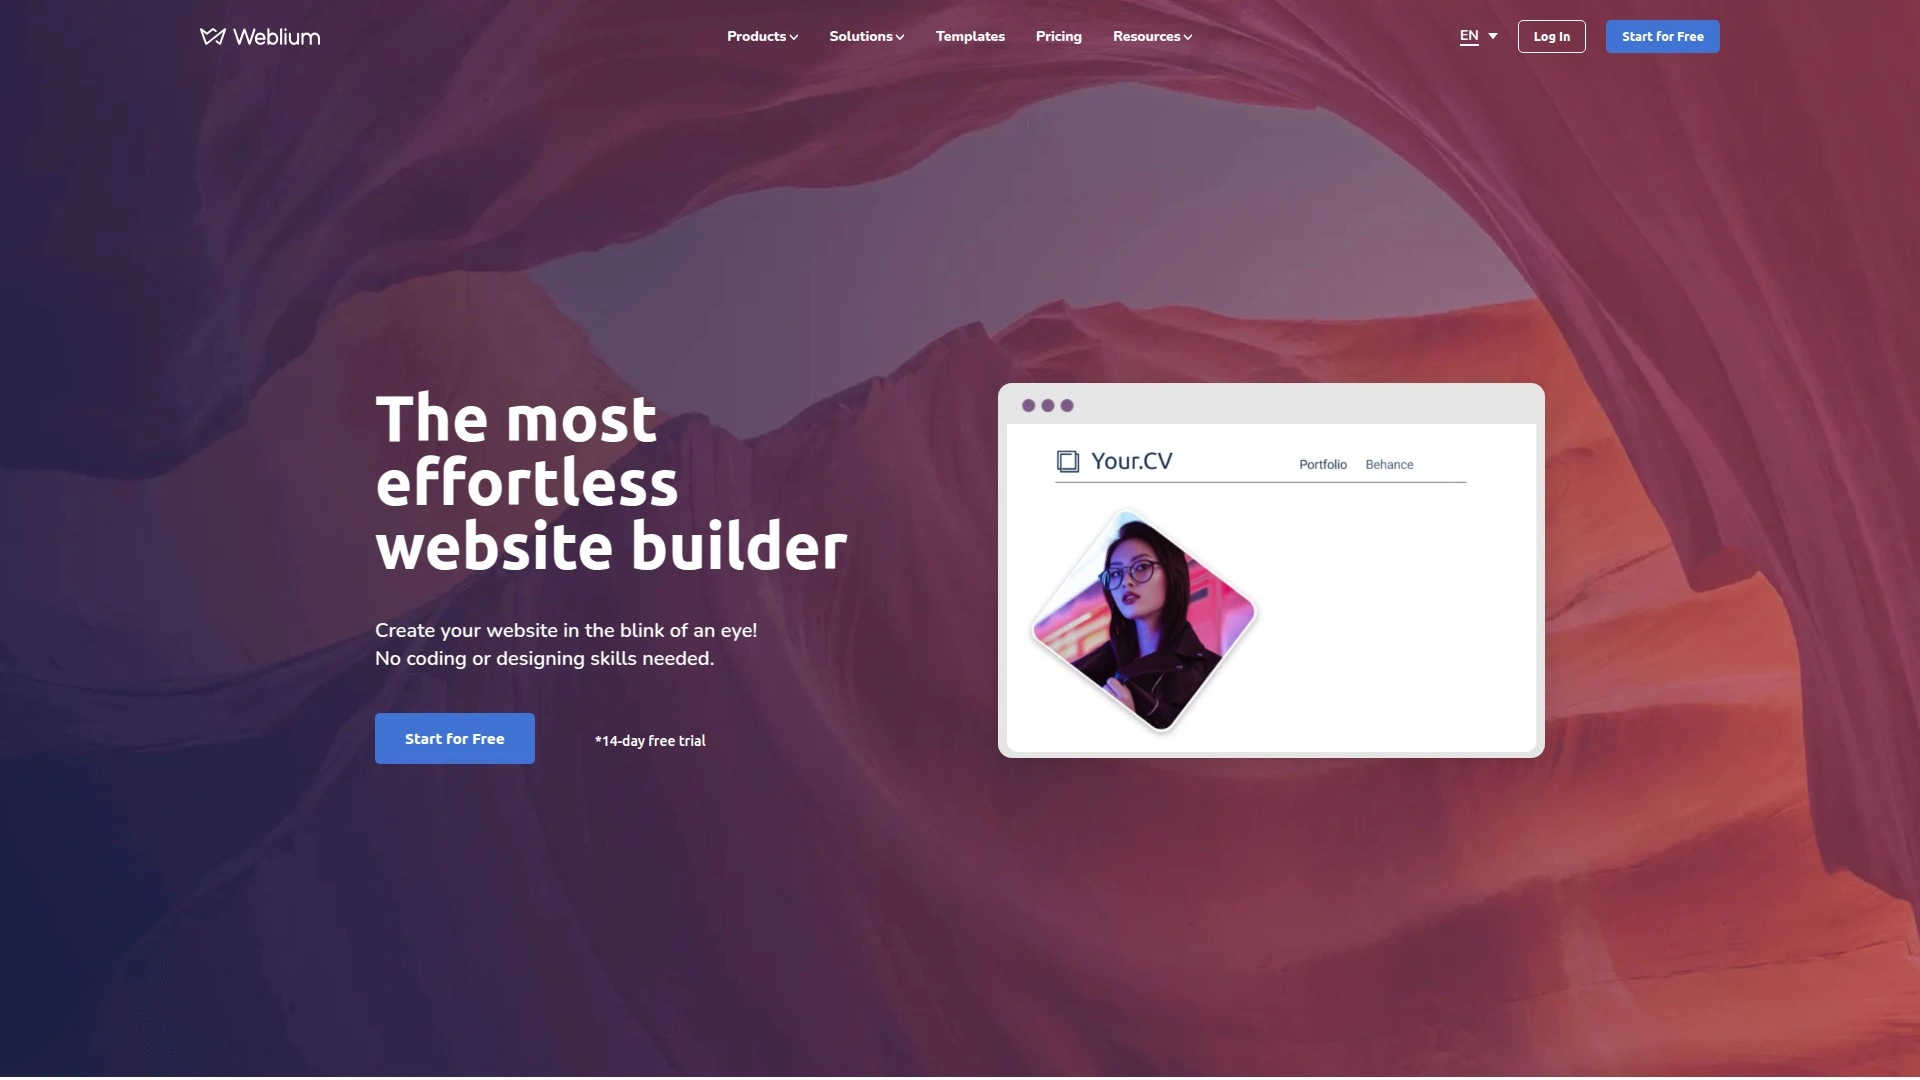 Weblium
Products
Solutions
Templates
Pricing
Resources
EN
Log In
Start for Free
The most
effortless
website builder
Create your website in the blink of an eye!
No coding or designing skills needed.
Start for Free
*14-day free trial
Your.CV
Portfolio
Behance